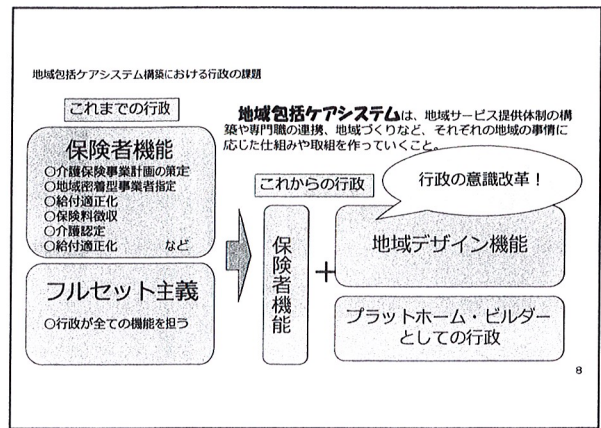 地域包括ケアシステム構築における行政の課題
これまでの行政
地域包括ケアシステムは、地域サービス提供体制の構
築や専門職の連携、地域づくりなど、それぞれの地域の事情に
応じた仕組みや取組を作っていくこと。
保険者機能
○介護保険事業計画の策定
○地域密着型事業者指定
○給付適正化
○保険料徴収
○介護認定
○給付適正化 など
フルセット主義
○行政が全ての機能を担う
これからの行政
行政の意識改革！
保険者機能
+
地域デザイン機能
プラットホーム・ビルダー
としての行政
8